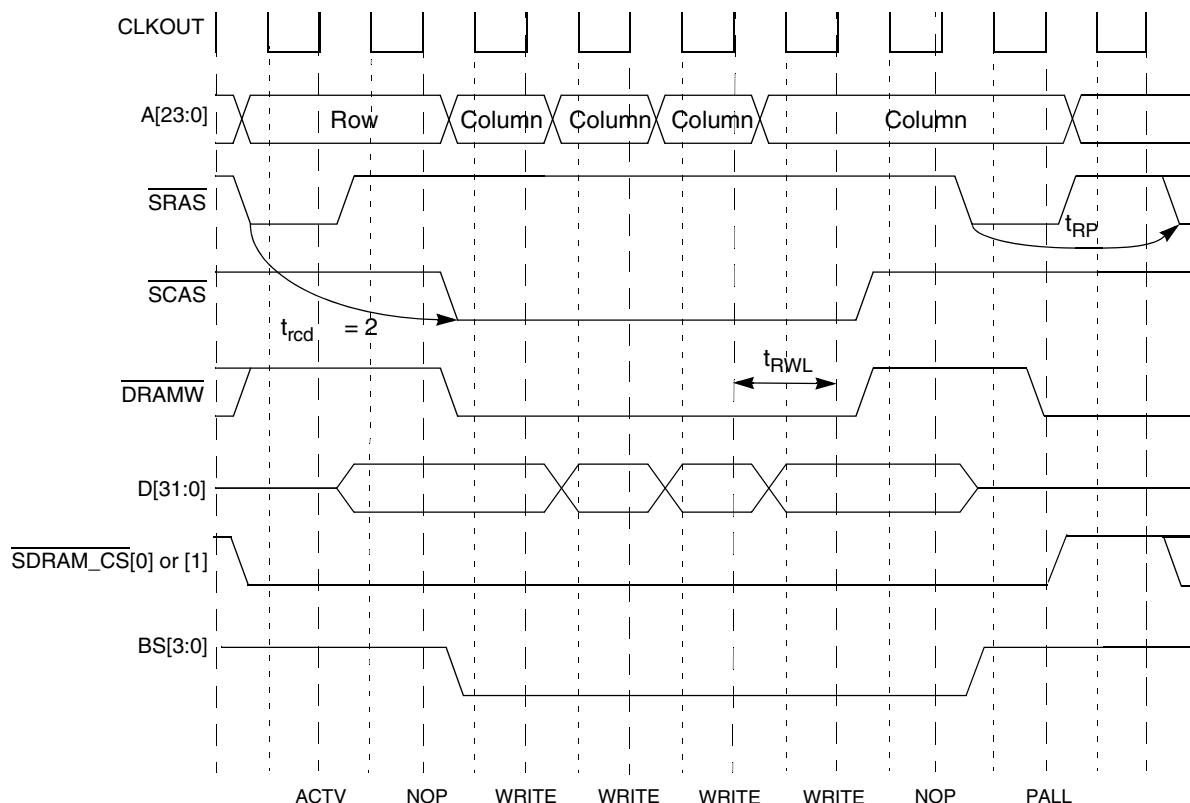 CLKOUT
A[23:0]
Row Column Column Column Column
SRAS
tRP
SCAS
trcd = 2
tRWL
DRAMW
D[31:0]
SDRAM_CS[0] or [1]
BS[3:0]
ACTV NOP WRITE WRITE WRITE WRITE NOP PALL